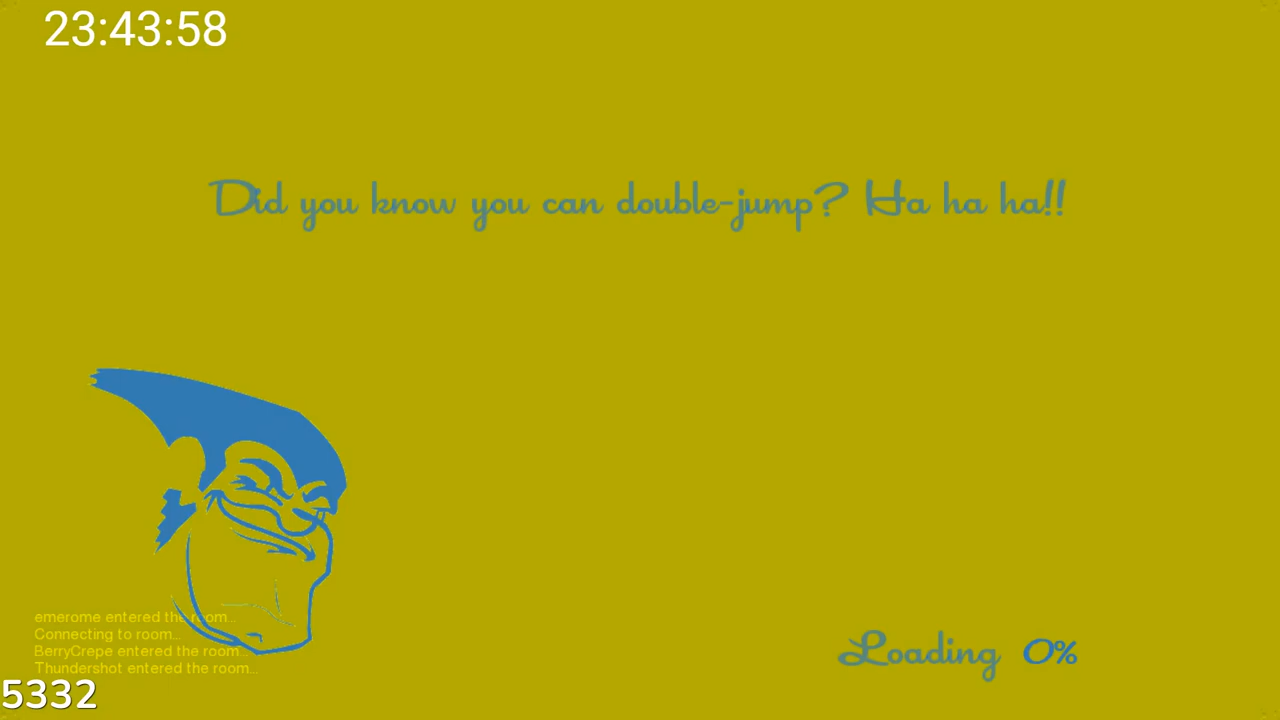 23:43:58
Did you know you can double-jump? Ha ha ha!!
emerome entered the room...
Connecting to room...
BerryCrepe entered the room...
Thundershot entered the room...
Loading 0%
5332